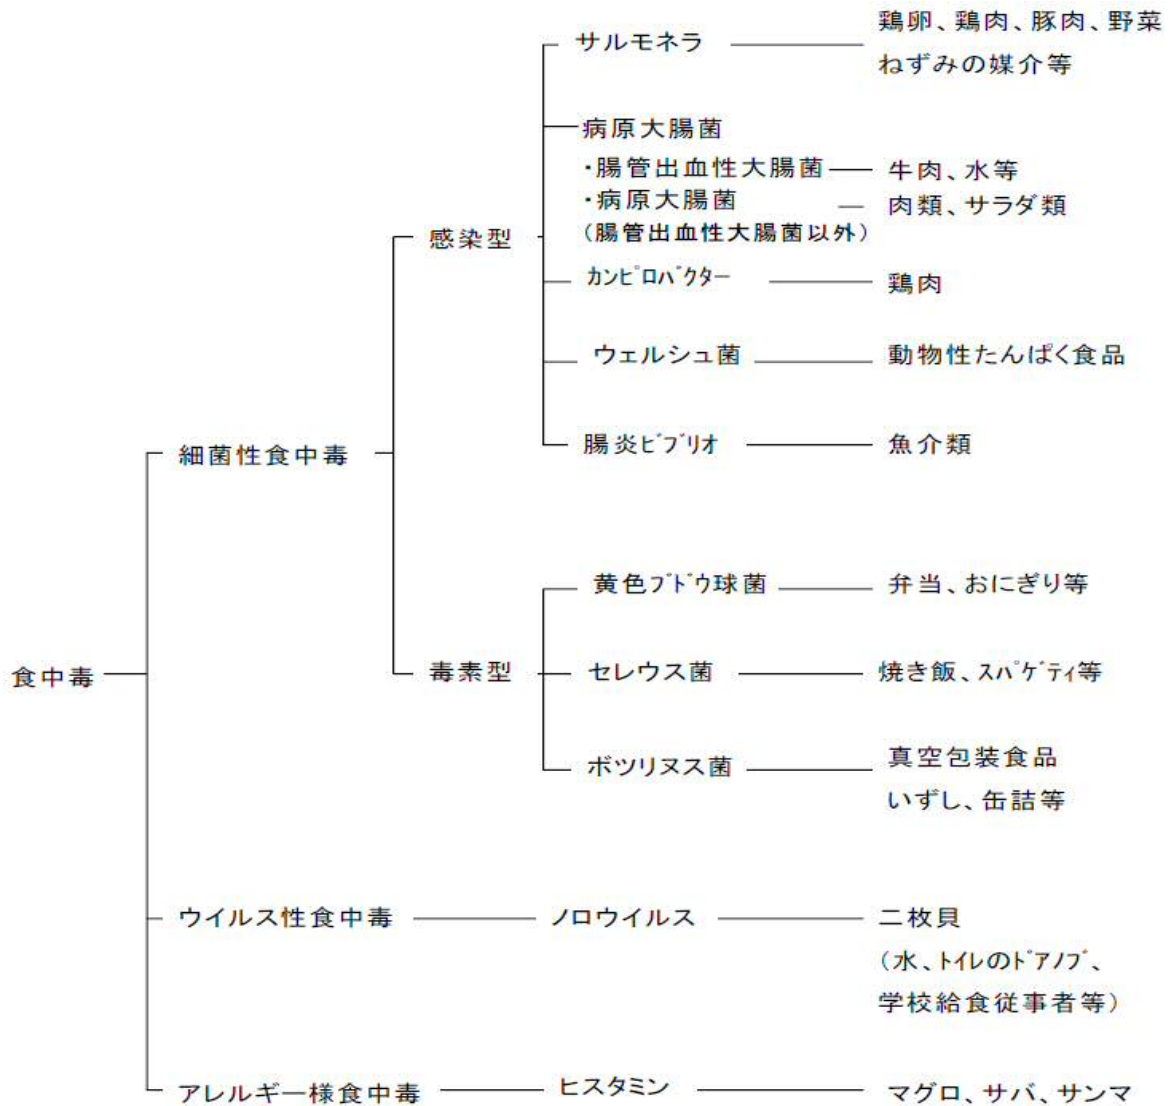 サルモネラ
鶏卵、鶏肉、豚肉、野菜
ねずみの媒介等
病原大腸菌
・腸管出血性大腸菌
牛肉、水等
・病原大腸菌
(腸管出血性大腸菌以外)
肉類、サラダ類
感染型
ｶﾝﾋﾟﾛﾊﾞｸﾀｰ
鶏肉
ウェルシュ菌
動物性たんぱく食品
腸炎ﾋﾞﾌﾞﾘｵ
魚介類
細菌性食中毒
黄色ﾌﾞﾄﾞｳ球菌
弁当、おにぎり等
食中毒
毒素型
セレウス菌
焼き飯、ｽﾊﾟｹﾞﾃｨ等
ボツリヌス菌
真空包装食品
いずし、缶詰等
ウイルス性食中毒
ノロウイルス
二枚貝
(水、ﾄｲﾚのﾄﾞｱﾉﾌﾞ、
学校給食従事者等)
アレルギー様食中毒
ヒスタミン
マグロ、サバ、サンマ